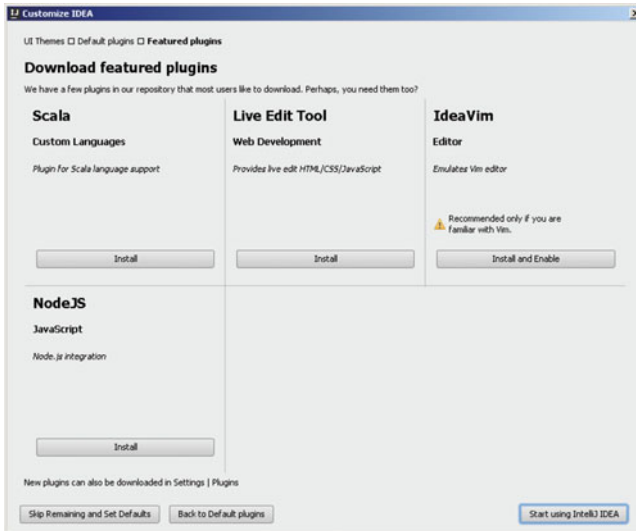 Customize IDEA
UI Themes □ Default plugins □ Featured plugins
Download featured plugins
We have a few plugins in our repository that most users like to download. Perhaps, you need them too?
Scala
Custom Languages
Plugin for Scala language support
Install
Live Edit Tool
Web Development
Provides live edit HTML/CSS/JavaScript
Install
IdeaVim
Editor
Emulates Vim editor
Recommended only if you are
familiar with Vim.
Install and Enable
NodeJS
JavaScript
Node.js integration
Install
New plugins can also be downloaded in Settings | Plugins
Skip Remaining and Set Defaults
Back to Default plugins
Start using IntelliJ IDEA